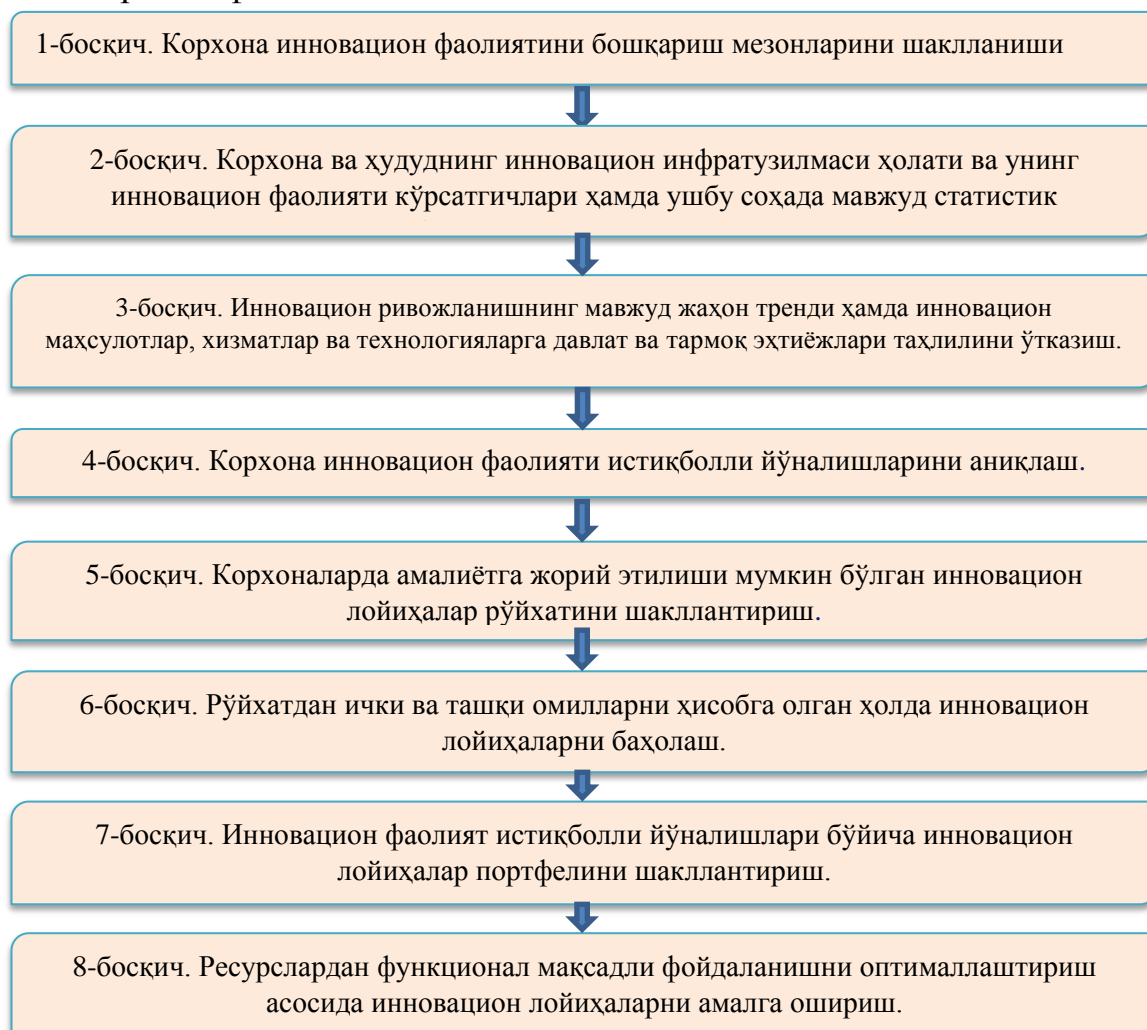 1-босқич. Корхона инновацион фаолиятини бошқариш мезонларини шаклланиши
2-босқич. Корхона ва ҳудуднинг инновацион инфратузилмаси ҳолати ва унинг
инновацион фаолияти кўрсатгичлари ҳамда ушбу соҳада мавжуд статистик
3-босқич. Инновацион ривожланишнинг мавжуд жаҳон тренди ҳамда инновацион
маҳсулотлар, хизматлар ва технологияларга давлат ва тармоқ эҳтиёжлари таҳлилини ўтказиш.
4-босқич. Корхона инновацион фаолияти истиқболли йўналишларини аниқлаш.
5-босқич. Корхоналарда амалиётга жорий этилиши мумкин бўлган инновацион
лойиҳалар рўйхатини шакллантириш.
6-босқич. Рўйхатдан ички ва ташқи омилларни ҳисобга олган ҳолда инновацион
лойиҳаларни баҳолаш.
7-босқич. Инновацион фаолият истиқболли йўналишлари бўйича инновацион
лойиҳалар портфелини шакллантириш.
8-босқич. Ресурслардан функционал мақсадли фойдаланишни оптималлаштириш
асосида инновацион лойиҳаларни амалга ошириш.